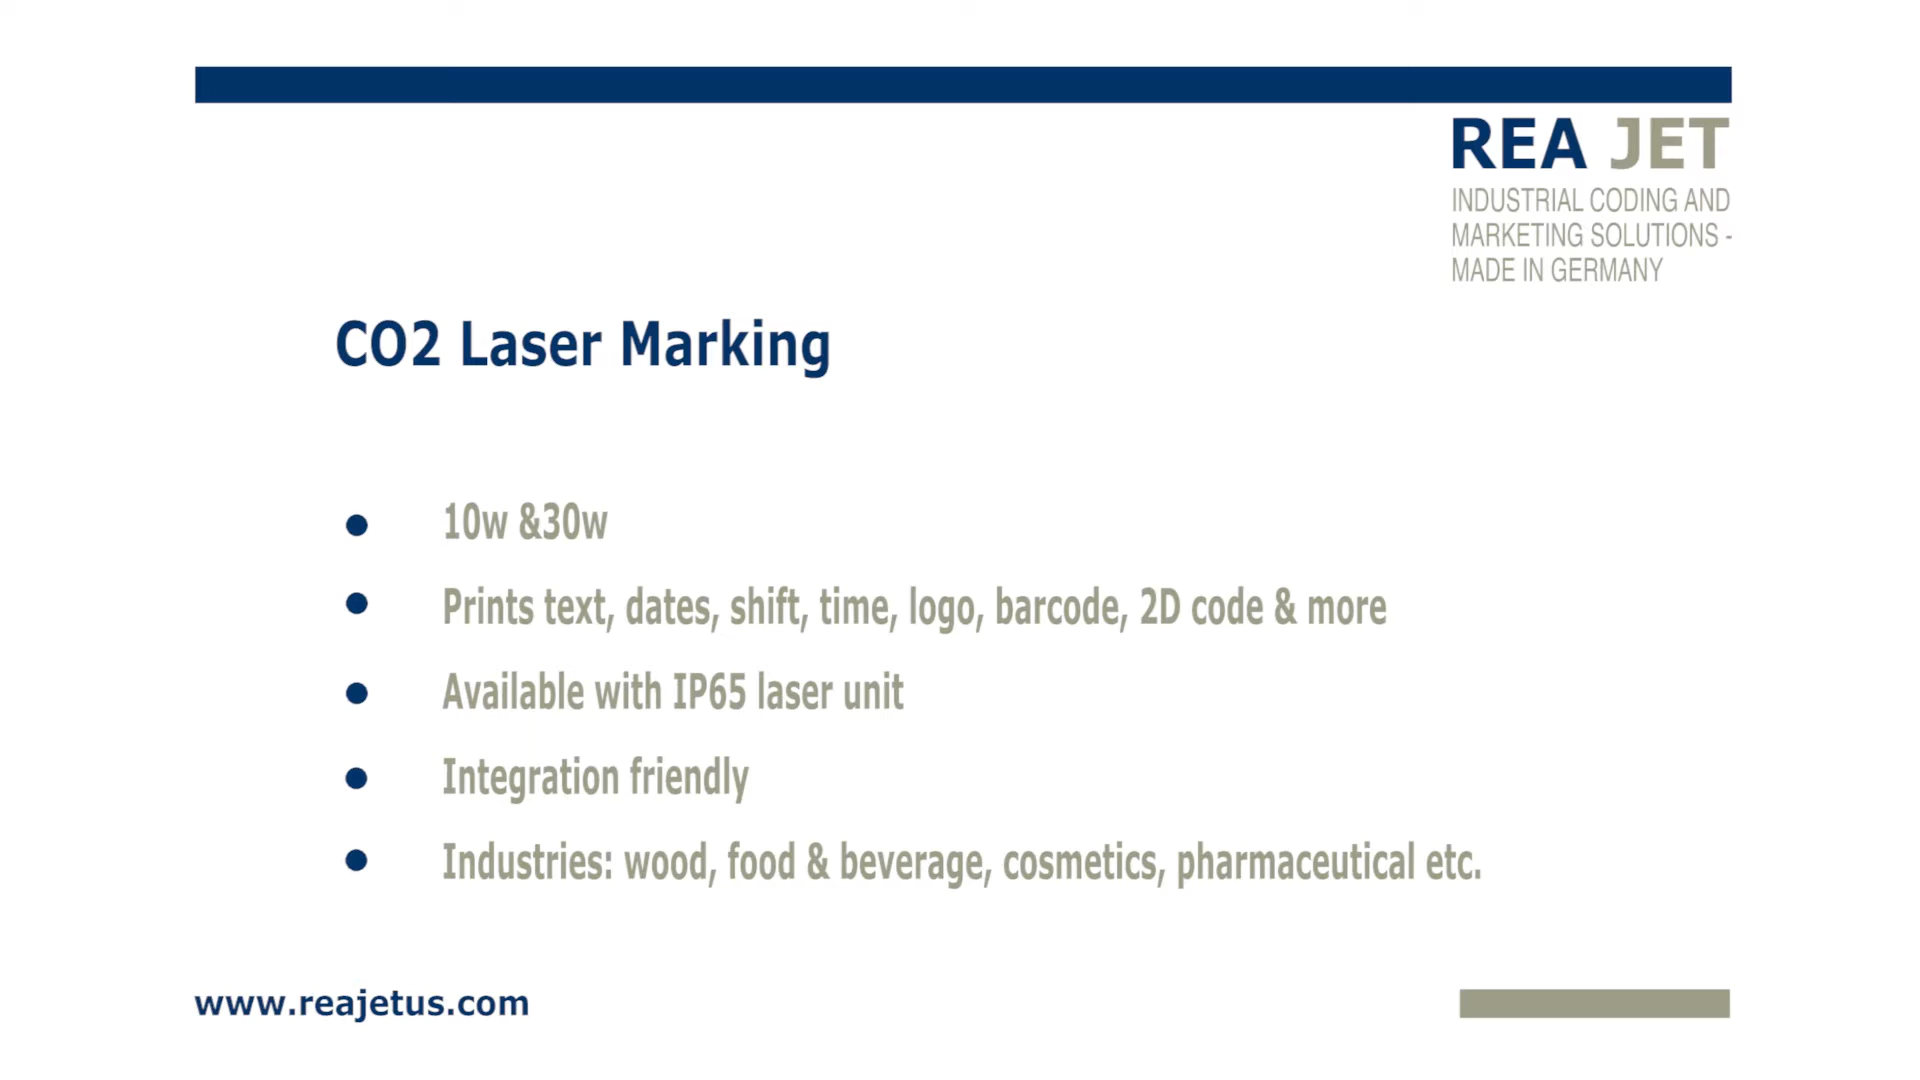 REA JET
INDUSTRIAL CODING AND
MARKETING SOLUTIONS -
MADE IN GERMANY
CO2 Laser Marking
● 10w &30w
● Prints text, dates, shift, time, logo, barcode, 2D code & more
● Available with IP65 laser unit
● Integration friendly
● Industries: wood, food & beverage, cosmetics, pharmaceutical etc.
www.reajetus.com